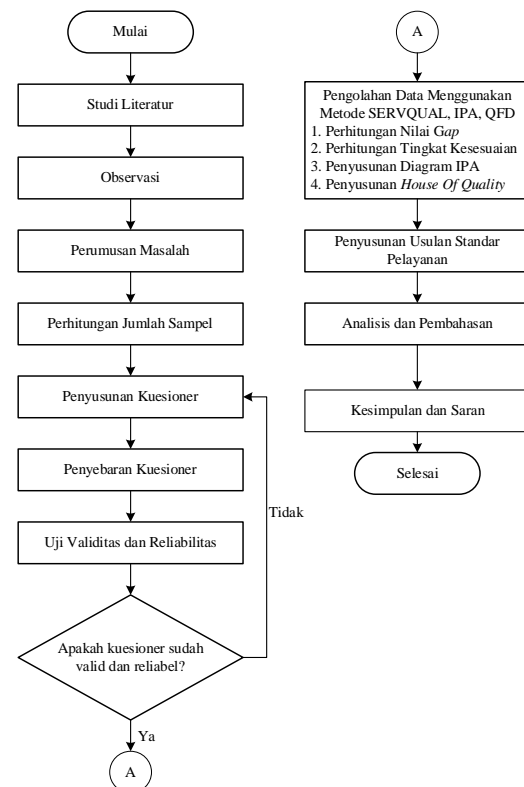 Mulai
Studi Literatur
Observasi
Perumusan Masalah
Perhitungan Jumlah Sampel
Penyusunan Kuesioner
Penyebaran Kuesioner
Uji Validitas dan Reliabilitas
Apakah kuesioner sudah
valid dan reliabel?
Tidak
Ya
A
A
Pengolahan Data Menggunakan
Metode SERVQUAL, IPA, QFD
1. Perhitungan Nilai Gap
2. Perhitungan Tingkat Kesesuaian
3. Penyusunan Diagram IPA
4. Penyusunan House Of Quality
Penyusunan Usulan Standar
Pelayanan
Analisis dan Pembahasan
Kesimpulan dan Saran
Selesai